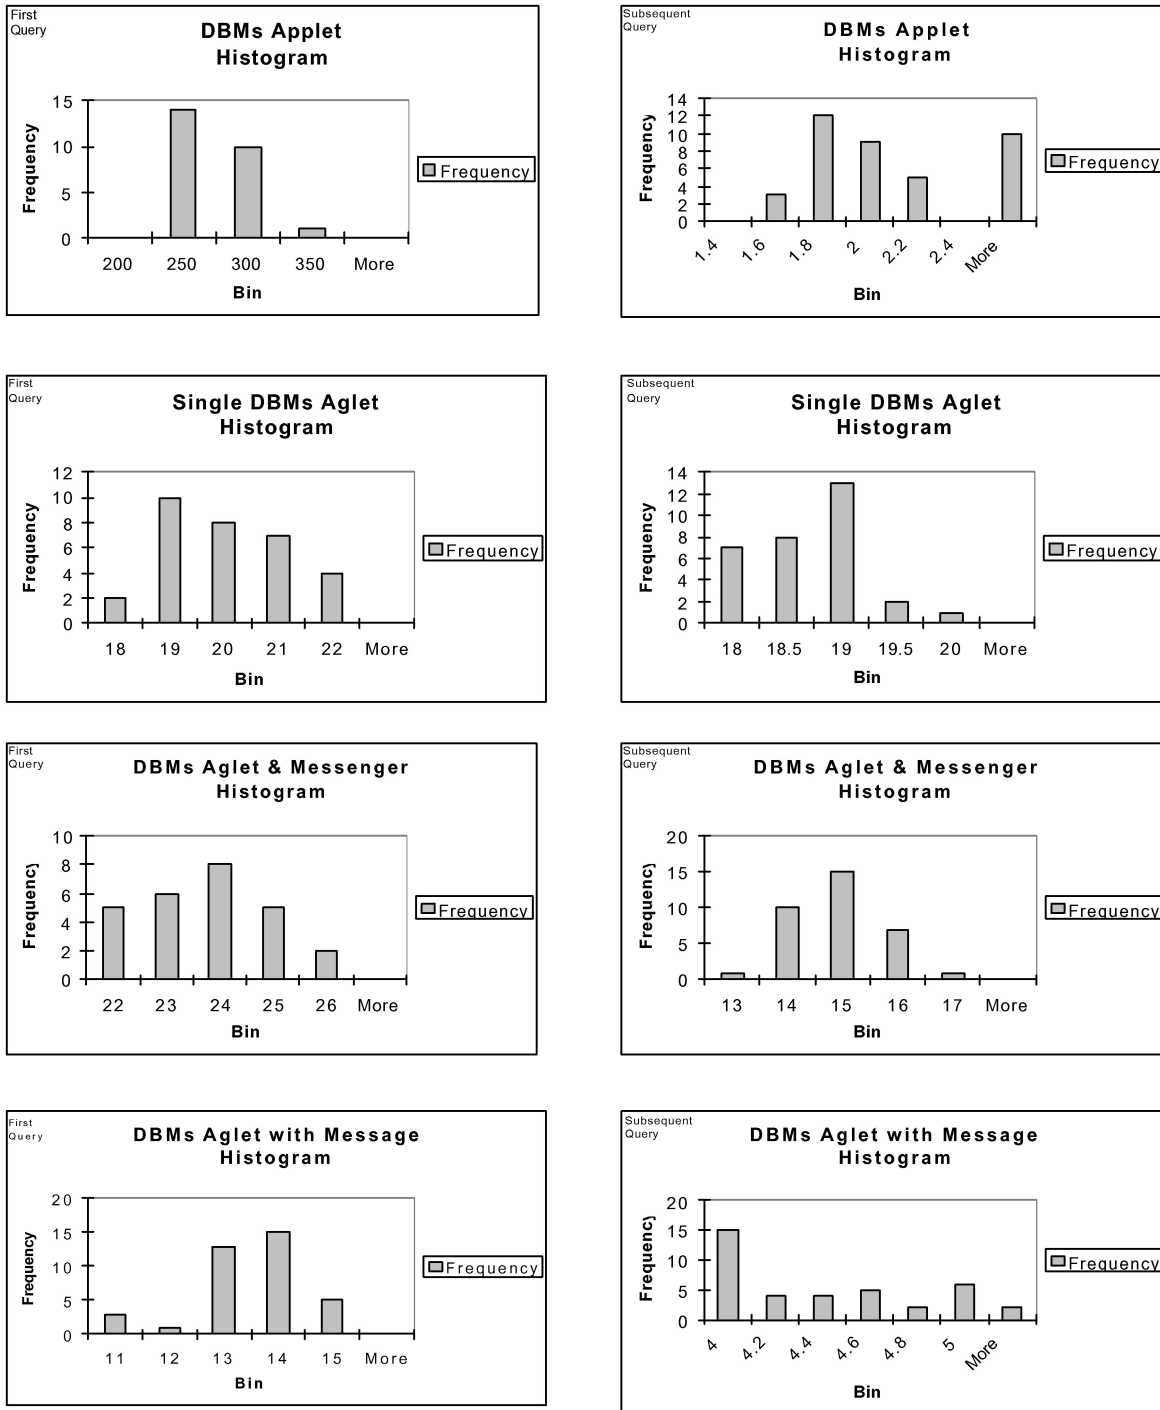 First
Query
DBMs Applet
Histogram
Frequency
15
10
5
0
200 250 300 350 More
Bin
Frequency
Subsequent
Query
DBMs Applet
Histogram
Frequency
14
12
10
8
6
4
2
0
1.4 1.6 1.8 2 2.2 2.4 More
Bin
Frequency
First
Query
Single DBMs Aglet
Histogram
Frequency
12
10
8
6
4
2
0
18 19 20 21 22 More
Bin
Frequency
Subsequent
Query
Single DBMs Aglet
Histogram
Frequency
14
12
10
8
6
4
2
0
18 18.5 19 19.5 20 More
Bin
Frequency
First
Query
DBMs Aglet & Messenger
Histogram
Frequency
10
8
6
4
2
0
22 23 24 25 26 More
Bin
Frequency
Subsequent
Query
DBMs Aglet & Messenger
Histogram
Frequency
20
15
10
5
0
13 14 15 16 17 More
Bin
Frequency
First
Query
DBMs Aglet with Message
Histogram
Frequency
20
15
10
5
0
11 12 13 14 15 More
Bin
Frequency
Subsequent
Query
DBMs Aglet with Message
Histogram
Frequency
20
15
10
5
0
4 4.2 4.4 4.6 4.8 5 More
Bin
Frequency